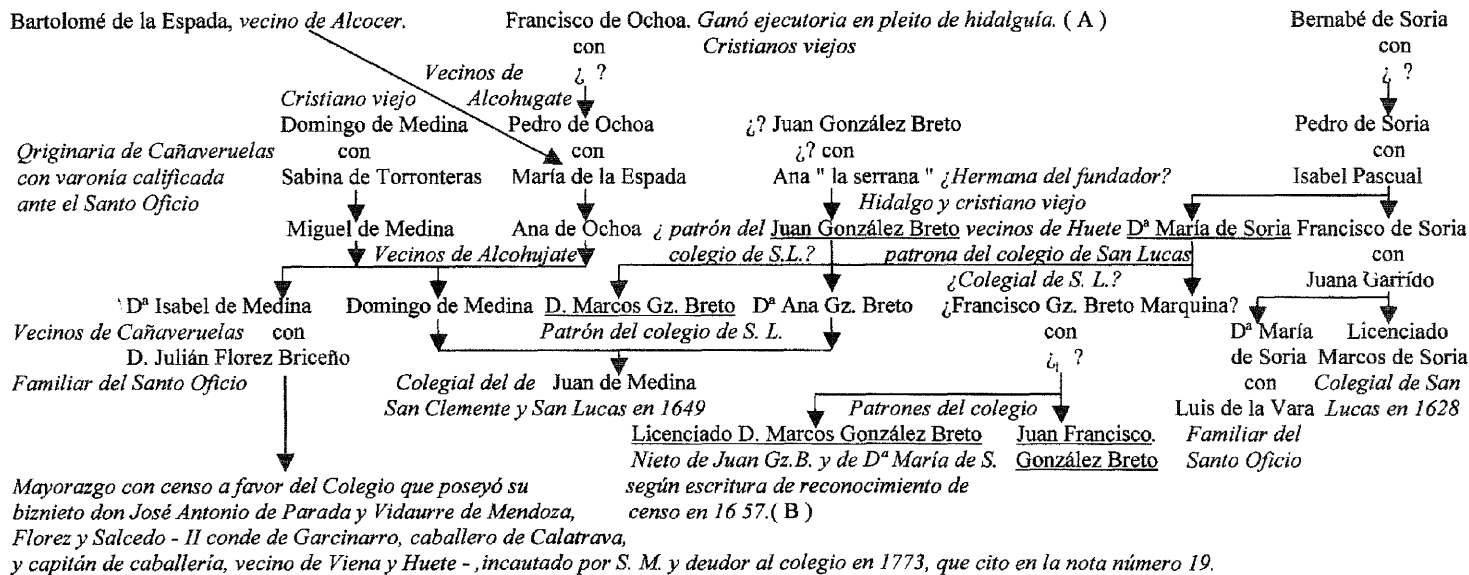 Bartolomé de la Espada, vecino de Alcocer. Francisco de Ochoa. Ganó ejecutoria en pleito de hidalguía. ( A ) Bernabé de Soria
con Cristianos viejos con
Vecinos de ¿ ? ¿ ?
Cristiano viejo Alcohugate
Domingo de Medina Pedro de Ochoa ¿? Juan González Breto Pedro de Soria
Qriginaria de Cañaveruelas con con ¿? con con
con varonía calificada Sabina de Torronteras María de la Espada Ana " la serrana " ¿Hermana del fundador? Isabel Pascual
ante el Santo Oficio Hidalgo y cristiano viejo
Miguel de Medina Ana de Ochoa ¿ patrón del Juan González Breto vecinos de Huete Dª María de Soria Francisco de Soria
Vecinos de Alcohujate colegio de S.L.? patrona del colegio de San Lucas con
¿Colegial de S. L.? Juana Garrido
Dª Isabel de Medina Domingo de Medina D. Marcos Gz. Breto Dª Ana Gz. Breto ¿Francisco Gz. Breto Marquina?
Vecinos de Cañaveruelas con Patrón del colegio de S. L. con Dª María Licenciado
D. Julián Florez Briceño ¿ ? de Soria Marcos de Soria
Familiar del Santo Oficio Colegial del de Juan de Medina con Colegial de San
San Clemente y San Lucas en 1649 Patrones del colegio Luis de la Vara Lucas en 1628
Licenciado D. Marcos González Breto Juan Francisco. Familiar del
Nieto de Juan Gz.B. y de Dª María de S. González Breto Santo Oficio
Mayorazgo con censo a favor del Colegio que poseyó su según escritura de reconocimiento de
biznieto don José Antonio de Parada y Vidaurre de Mendoza, censo en 16 57.( B )
Florez y Salcedo - II conde de Garcinarro, caballero de Calatrava,
y capitán de caballería, vecino de Viena y Huete - , incautado por S. M. y deudor al colegio en 1773, que cito en la nota número 19.